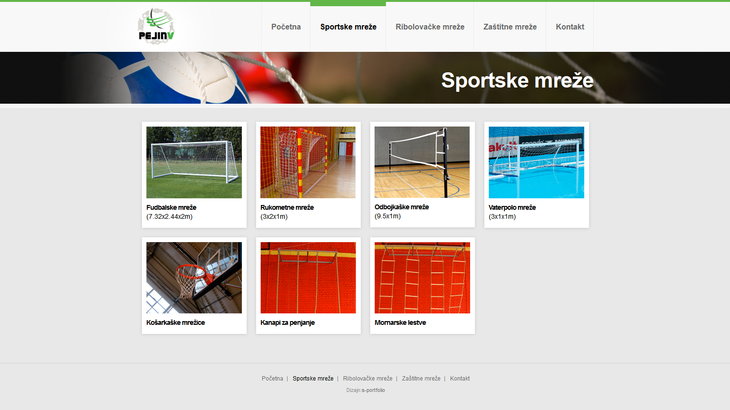 PEJINV
Početna
Sportske mreže
Ribolovačke mreže
Zaštitne mreže
Kontakt
Sportske mreže
Fudbalske mreže
(7.32x2.44x2m)
Rukometne mreže
(3x2x1m)
Odbojkaške mreže
(9.5x1m)
Vaterpolo mreže
(3x1x1m)
Košarkaške mrežice
Kanapi za penjanje
Mornarske lestve
Početna | Sportske mreže | Ribolovačke mreže | Zaštitne mreže | Kontakt
Dizajn a-portfolio